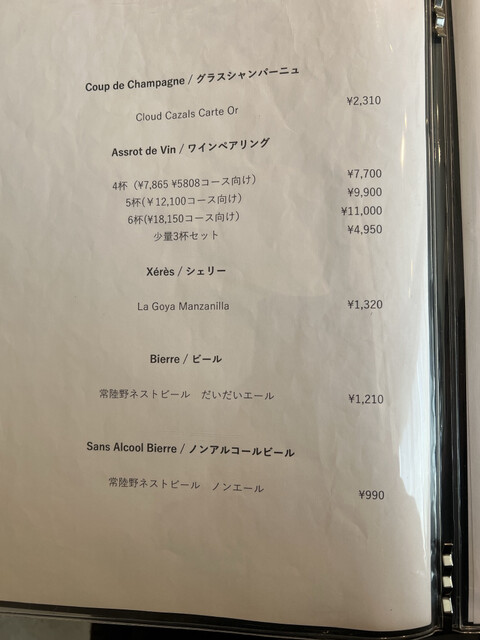 Coup de Champagne / グラスシャンパーニュ
Cloud Cazals Carte Or ¥2,310
Assrot de Vin / ワインペアリング
4杯（¥7,865 ¥5808コース向け） ¥7,700
5杯(￥12,100コース向け） ¥9,900
6杯(¥18,150コース向け） ¥11,000
少量3杯セット ¥4,950
Xérès / シェリー
La Goya Manzanilla ¥1,320
Bierre / ビール
常陸野ネストビール　だいだいエール ¥1,210
Sans Alcool Bierre / ノンアルコールビール
常陸野ネストビール　ノンエール ¥990